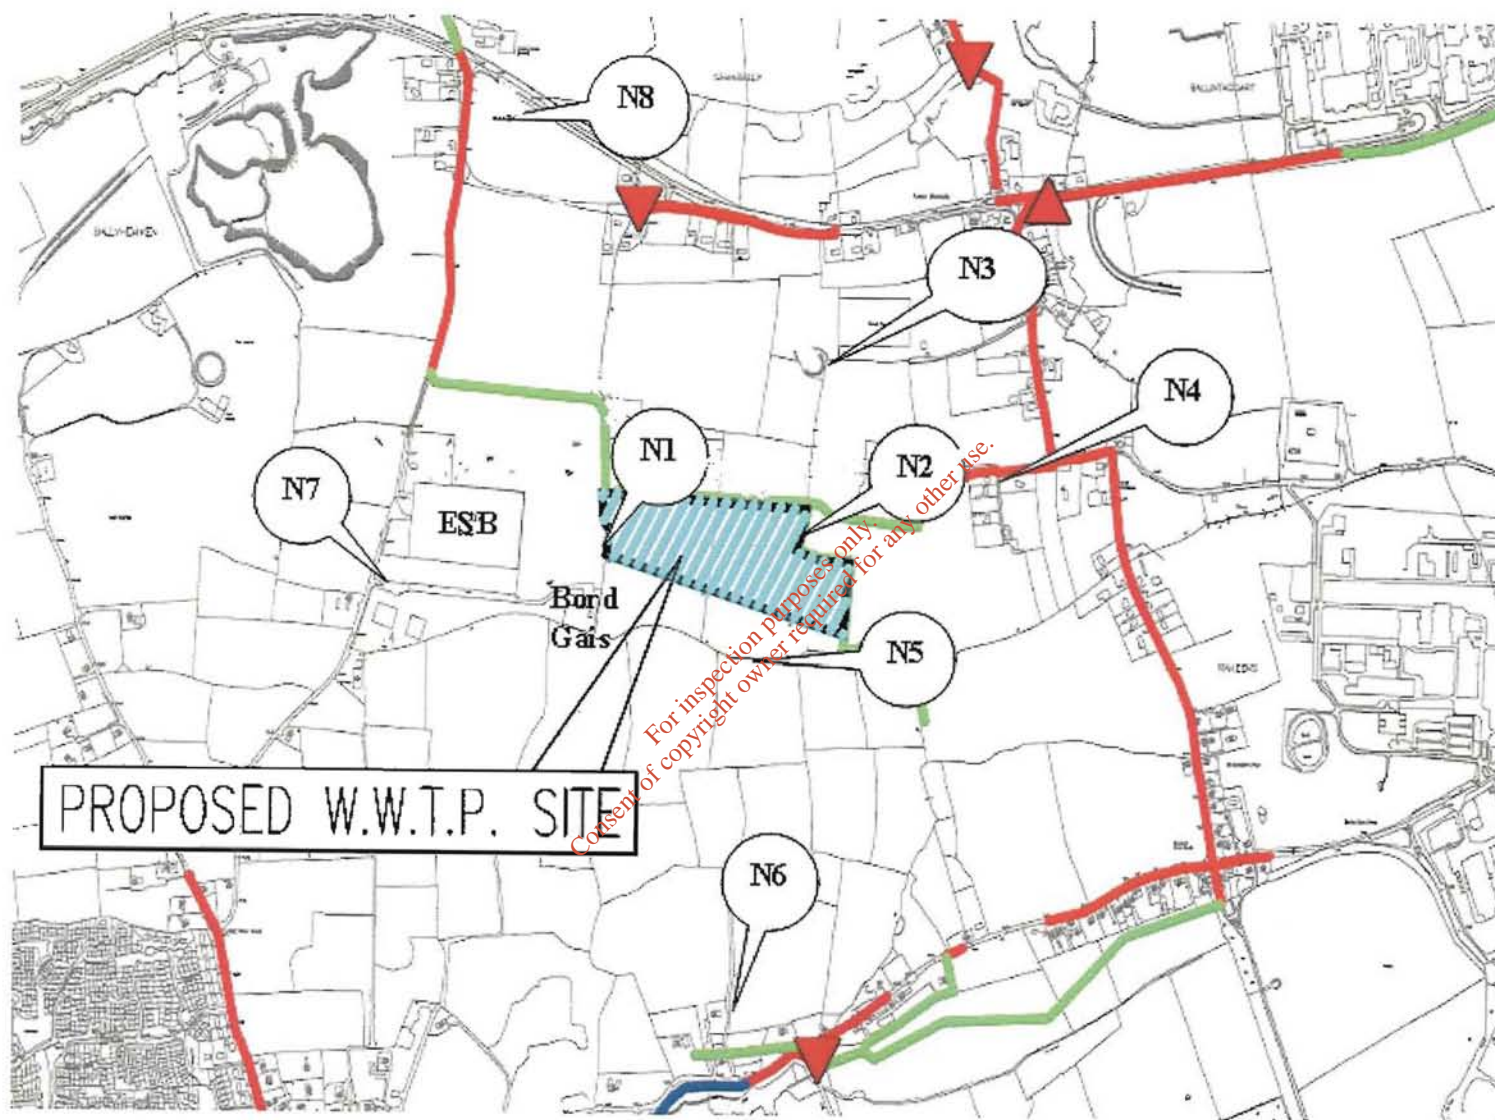 N8
N3
N4
N1
N2
N7
ESB
Bord
Gais
N5
For inspection purposes only.
Consent of copyright owner required for any other use.
PROPOSED W.W.T.P. SITE
N6